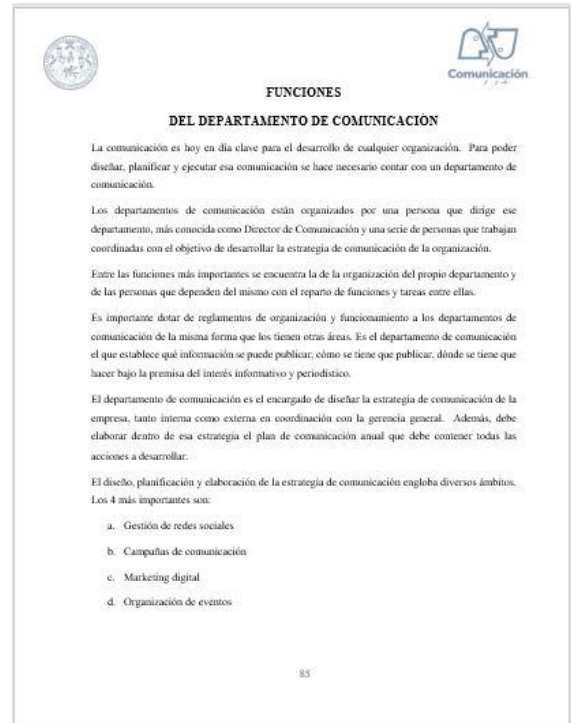 Comunicación
FUNCIONES
DEL DEPARTAMENTO DE COMUNICACIÓN
La comunicación es hoy en día clave para el desarrollo de cualquier organización. Para poder
diseñar, planificar y ejecutar esa comunicación se hace necesario contar con un departamento de
comunicación.
Los departamentos de comunicación están organizados por una persona que dirige ese
departamento, más conocida como Director de Comunicación y una serie de personas que trabajan
coordinadas con el objetivo de desarrollar la estrategia de comunicación de la organización.
Entre las funciones más importantes se encuentra la de la organización del propio departamento y
de las personas que dependen del mismo con el reparto de funciones y tareas entre ellas.
Es importante dotar de reglamentos de organización y funcionamiento a los departamentos de
comunicación de la misma forma que los tienen otras áreas. Es el departamento de comunicación
el que establece qué información se puede publicar, cómo se tiene que publicar, dónde se tiene que
hacer bajo la premisa del interés informativo y periodístico.
El departamento de comunicación es el encargado de diseñar la estrategia de comunicación de la
empresa, tanto interna como externa en coordinación con la gerencia general. Además, debe
elaborar dentro de esa estrategia el plan de comunicación anual que debe contener todas las
acciones a desarrollar.
El diseño, planificación y elaboración de la estrategia de comunicación engloba diversos ámbitos.
Los 4 más importantes son:
a. Gestión de redes sociales
b. Campañas de comunicación
c. Marketing digital
d. Organización de eventos
85